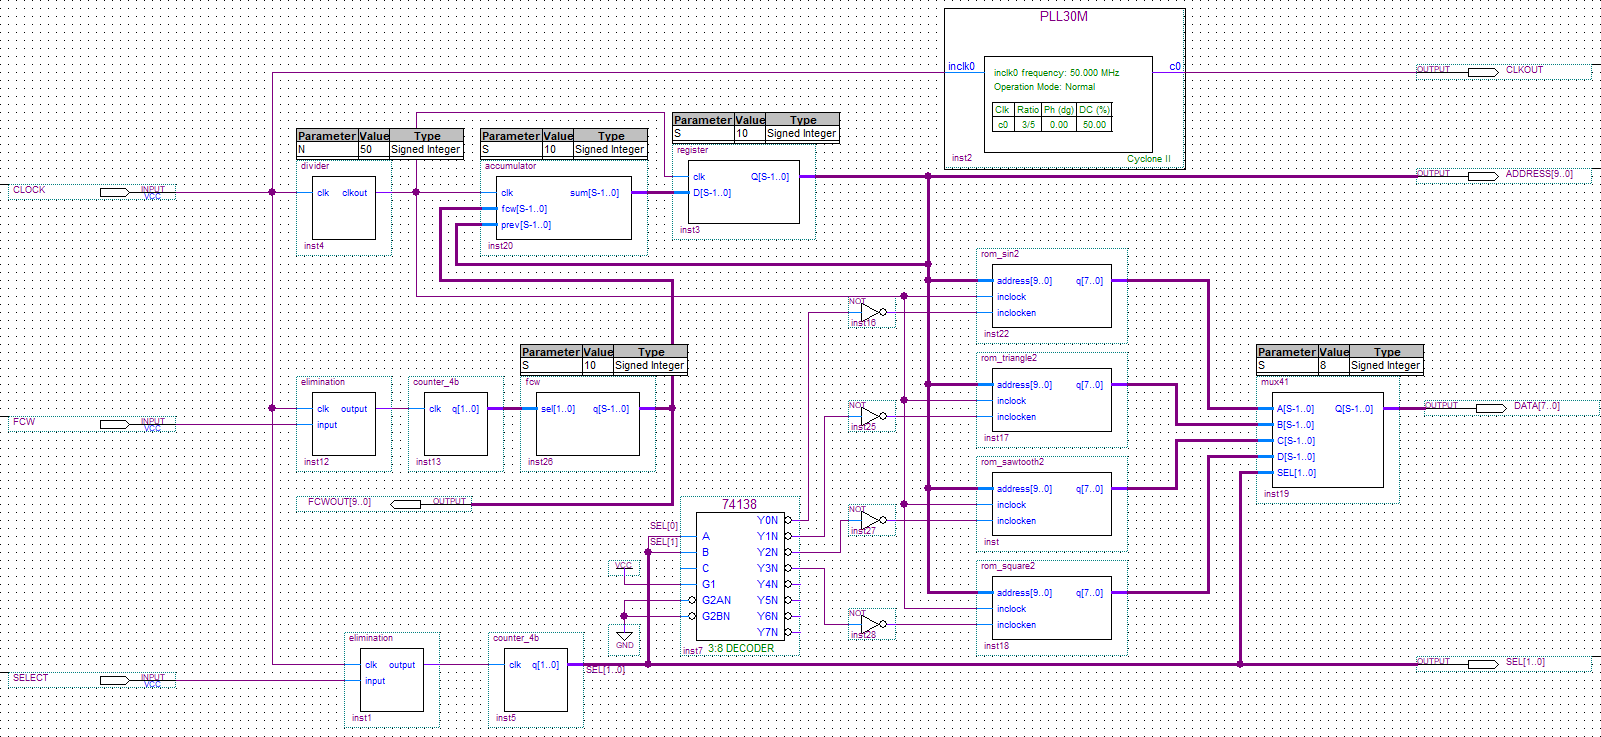 PLL30M
inclk0
c0
inclk0 frequency: 50.000 MHz
Operation Mode: Normal
Clk Ratio Ph (dg) DC (%)
c0 3/5 0.00 50.00
inst2
Cyclone II
OUTPUT
CLKOUT
Parameter Value Type
N 50 Signed Integer
divider
clk clkout
inst4
Parameter Value Type
S 10 Signed Integer
accumulator
clk sum[S-1..0]
fcw[S-1..0]
prev[S-1..0]
inst20
Parameter Value Type
S 10 Signed Integer
register
clk Q[S-1..0]
D[S-1..0]
inst3
CLOCK
INPUT
VCC
OUTPUT
ADDRESS[9..0]
rom_sin2
address[9..0] q[7..0]
inclock
inclocken
inst22
NOT
inst16
rom_triangle2
address[9..0] q[7..0]
inclock
inclocken
inst17
NOT
inst25
rom_sawtooth2
address[9..0] q[7..0]
inclock
inclocken
inst
NOT
inst27
rom_square2
address[9..0] q[7..0]
inclock
inclocken
inst18
NOT
inst28
Parameter Value Type
S 8 Signed Integer
mux41
A[S-1..0] Q[S-1..0]
B[S-1..0]
C[S-1..0]
D[S-1..0]
SEL[1..0]
inst19
OUTPUT
DATA[7..0]
FCW
INPUT
VCC
elimination
clk output
input
inst12
counter_4b
clk q[1..0]
inst13
Parameter Value Type
S 10 Signed Integer
fcw
sel[1..0] q[S-1..0]
inst26
FCWOUT[9..0]
OUTPUT
74138
SEL[0]
SEL[1]
A
B
C
G1
G2AN
G2BN
Y0N
Y1N
Y2N
Y3N
Y4N
Y5N
Y6N
Y7N
inst7
3:8 DECODER
VCC
GND
SELECT
INPUT
VCC
elimination
clk output
input
inst1
counter_4b
clk q[1..0]
inst5
SEL[1..0]
OUTPUT
SEL[1..0]